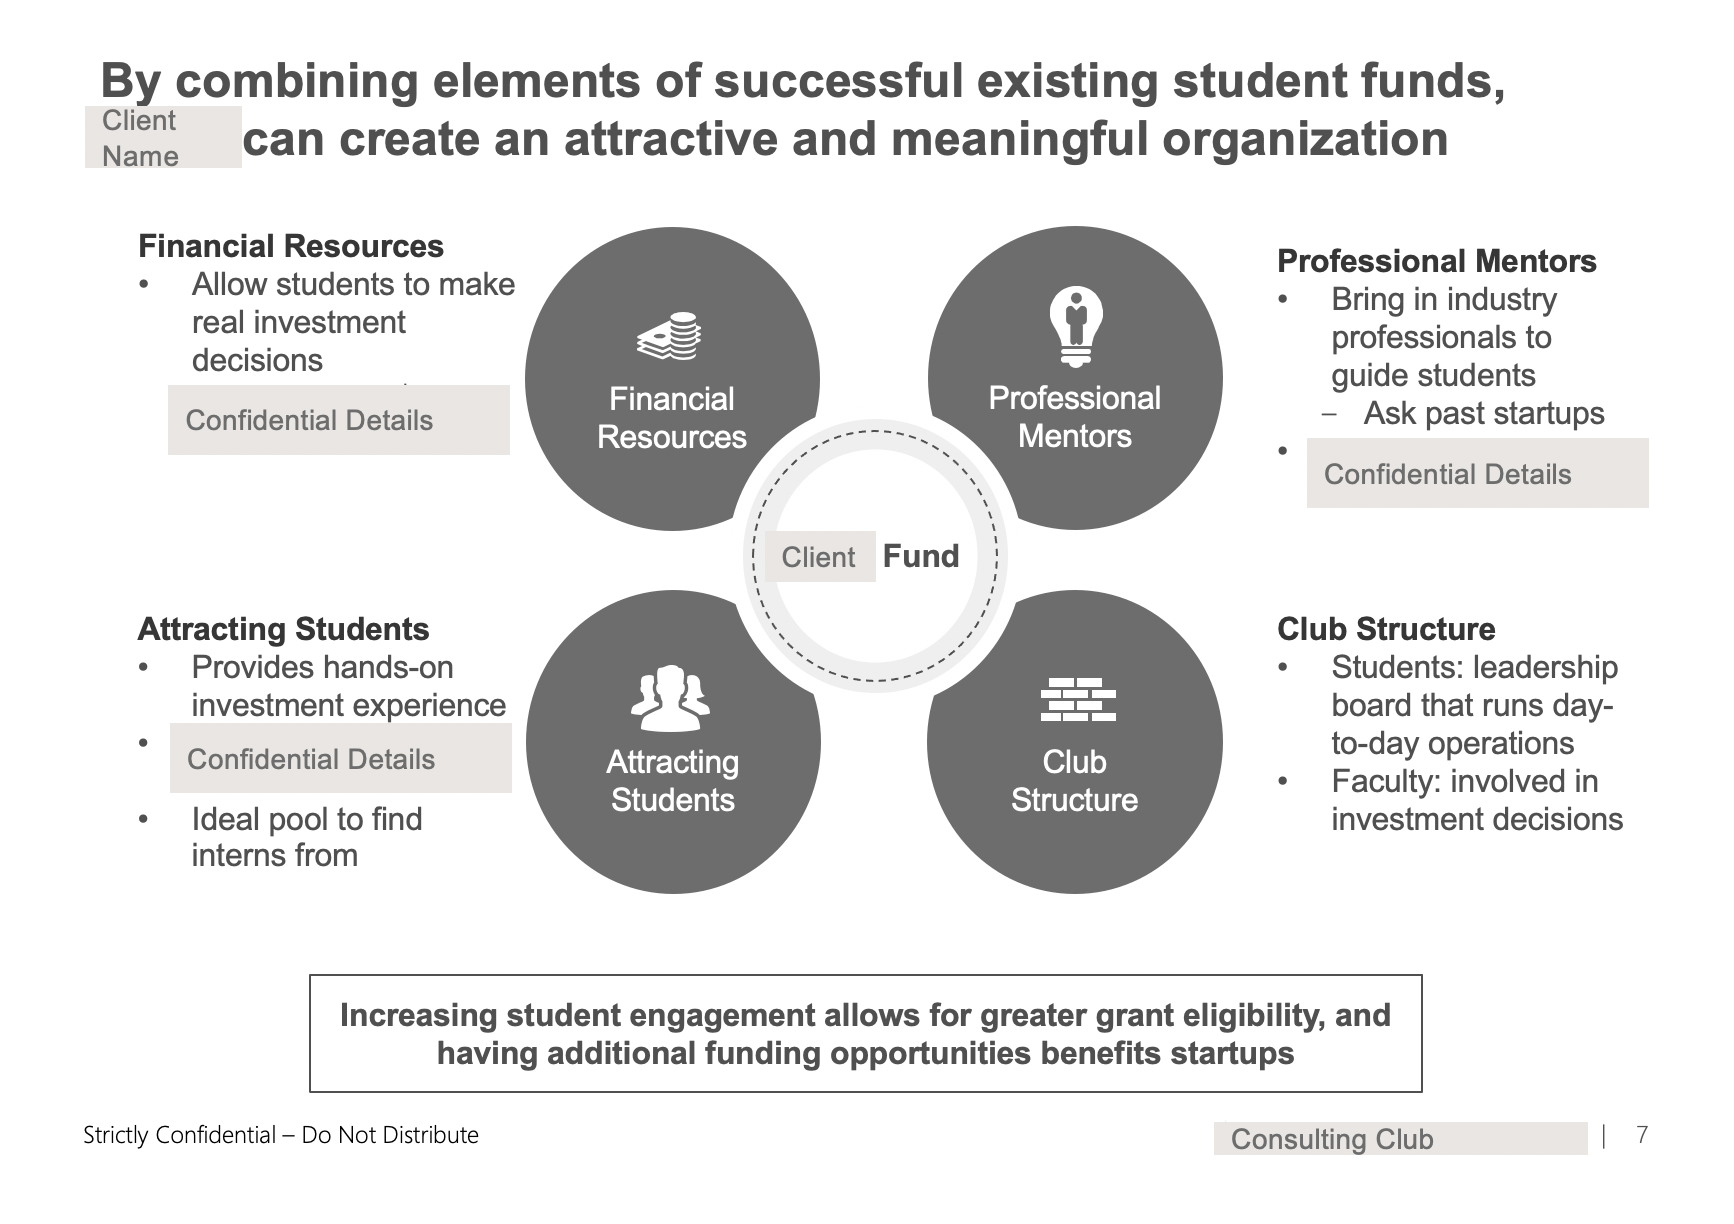 By combining elements of successful existing student funds,
Client
Name can create an attractive and meaningful organization
Financial Resources
• Allow students to make
real investment
decisions
Confidential Details
Financial
Resources
Professional
Mentors
Professional Mentors
• Bring in industry
professionals to
guide students
– Ask past startups
•
Confidential Details
Client Fund
Attracting Students
• Provides hands-on
investment experience
•
Confidential Details
• Ideal pool to find
interns from
Attracting
Students
Club
Structure
Club Structure
• Students: leadership
board that runs day-
to-day operations
• Faculty: involved in
investment decisions
Increasing student engagement allows for greater grant eligibility, and
having additional funding opportunities benefits startups
Strictly Confidential – Do Not Distribute
Consulting Club | 7